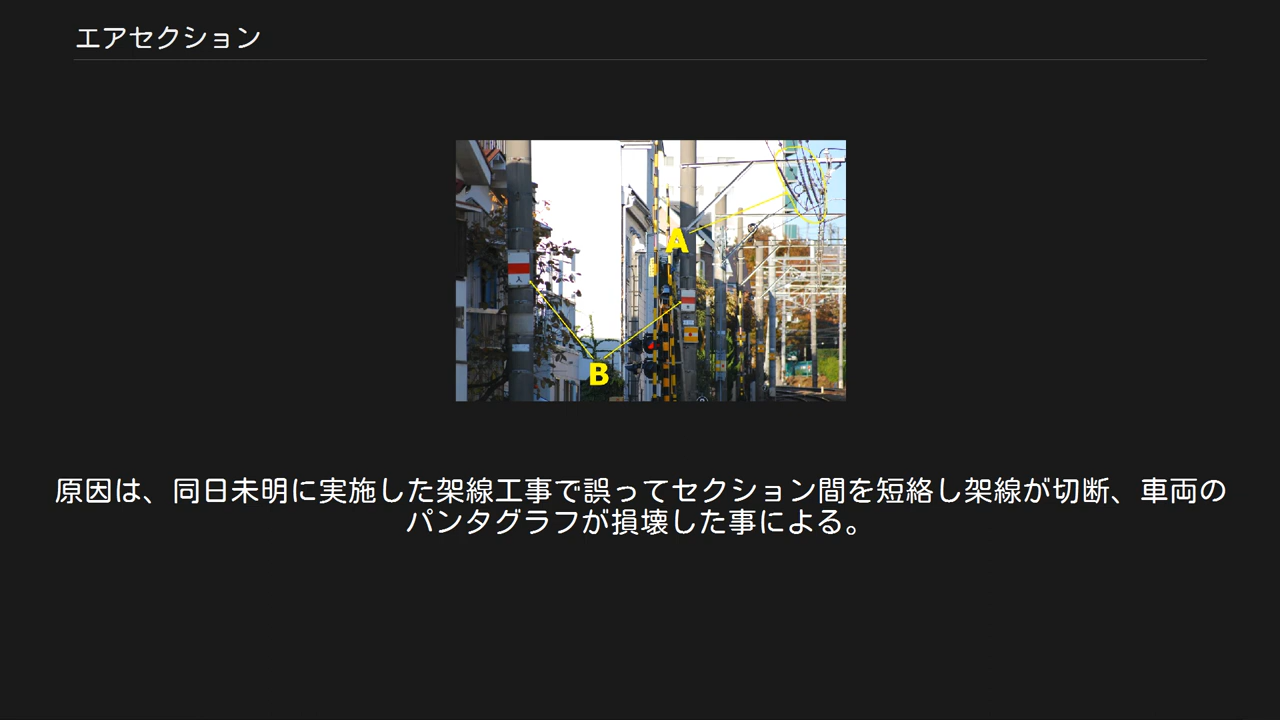 エアセクション
A
B
原因は、同日未明に実施した架線工事で誤ってセクション間を短絡し架線が切断、車両の
パンタグラフが損壊した事による。